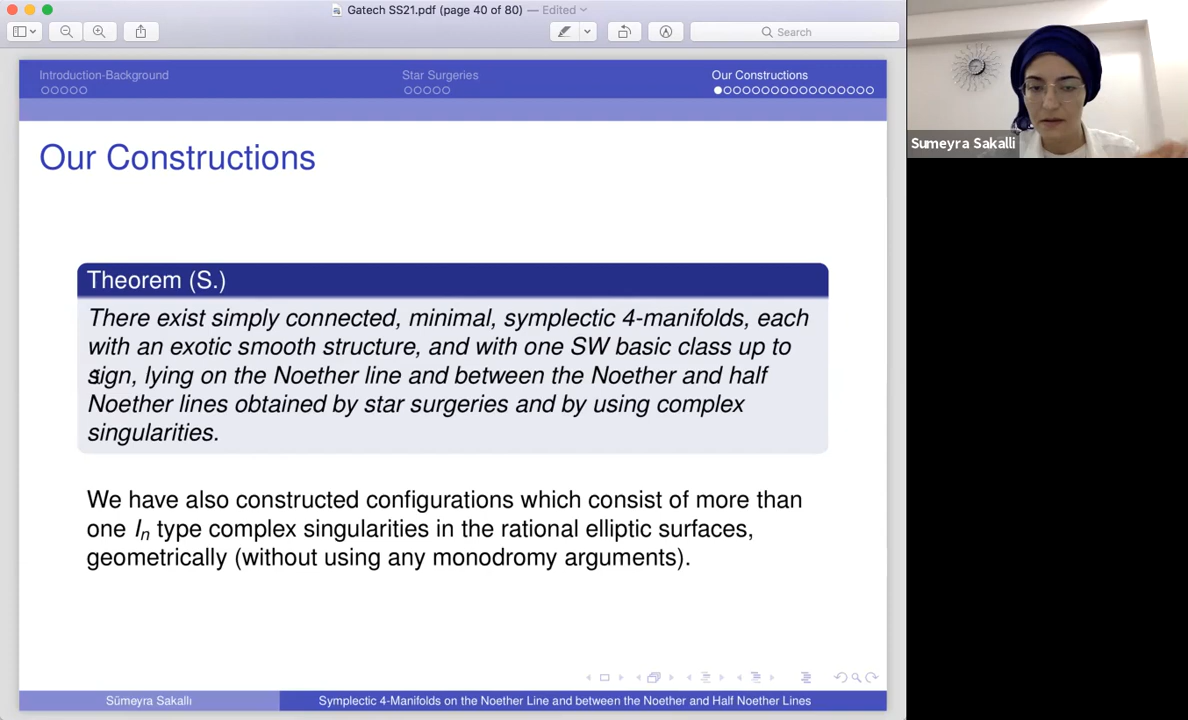 Gatech SS21.pdf (page 40 of 80) — Edited
Search
Introduction-Background
Star Surgeries
Our Constructions
Our Constructions
Theorem (S.)
There exist simply connected, minimal, symplectic 4-manifolds, each
with an exotic smooth structure, and with one SW basic class up to
sign, lying on the Noether line and between the Noether and half
Noether lines obtained by star surgeries and by using complex
singularities.
We have also constructed configurations which consist of more than
one Iₙ type complex singularities in the rational elliptic surfaces,
geometrically (without using any monodromy arguments).
Sümeyra Sakallı
Symplectic 4-Manifolds on the Noether Line and between the Noether and Half Noether Lines
Sumeyra Sakalli